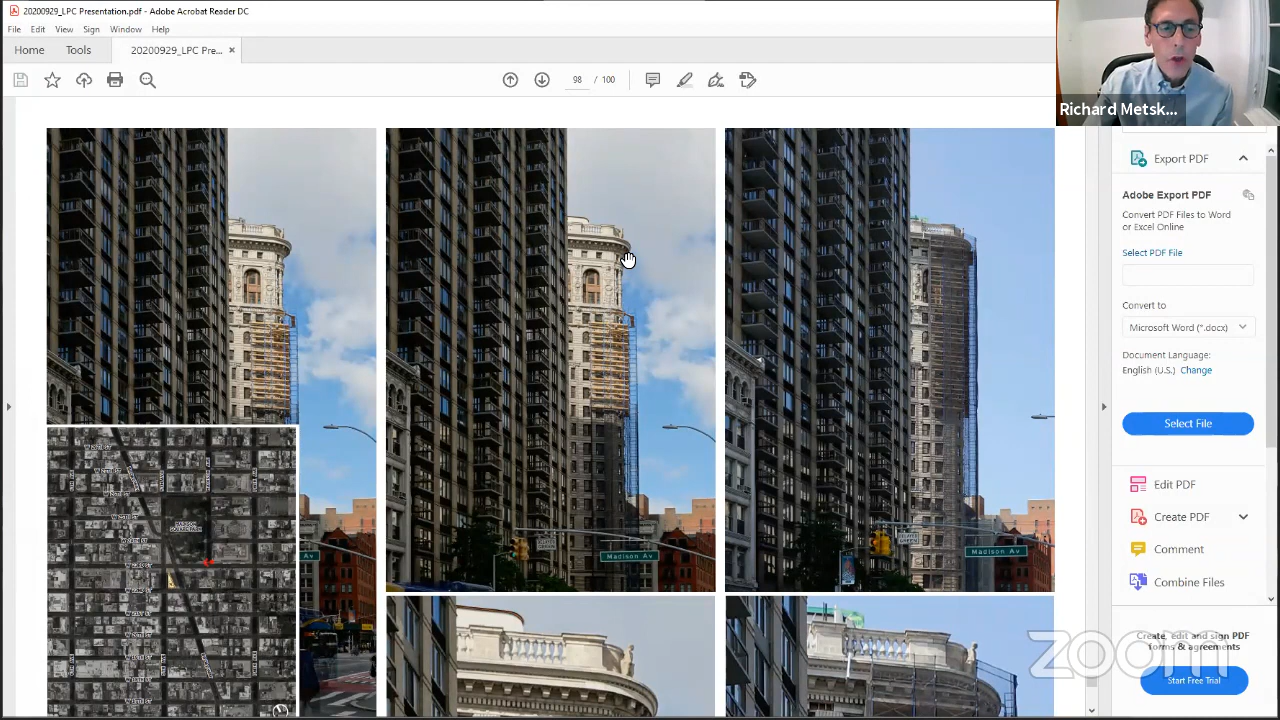 20200929_LPC Presentation.pdf - Adobe Acrobat Reader DC
File Edit View Sign Window Help
Home Tools 20200929_LPC Pre... ×
98 / 100
Richard Metsk...
Export PDF
Adobe Export PDF
Convert PDF Files to Word
or Excel Online
Select PDF File
Convert to
Microsoft Word (*.docx)
Document Language:
English (U.S.) Change
Select File
Edit PDF
Create PDF
Comment
Combine Files
Create, edit and sign PDF
forms & agreements
Start Free Trial
zoom
Madison Av
Madison Av
Av
DELAYED
GREEN